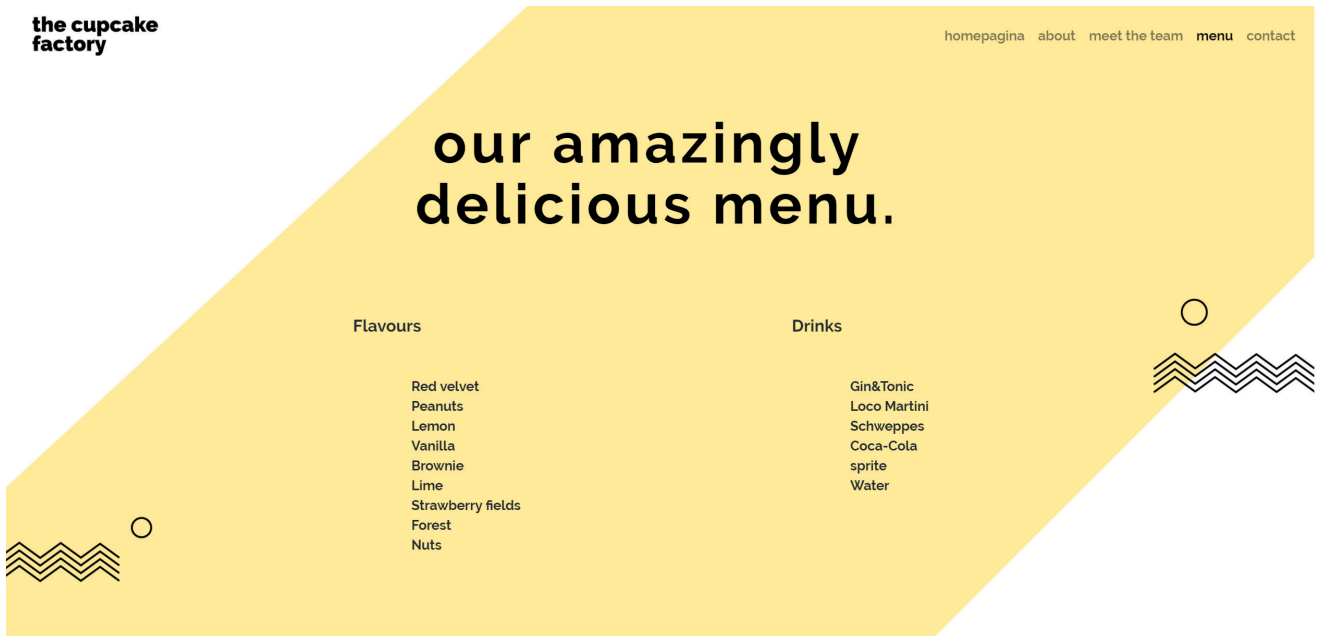 the cupcake
factory
homepagina about meet the team menu contact
our amazingly
delicious menu.
Flavours
Red velvet
Peanuts
Lemon
Vanilla
Brownie
Lime
Strawberry fields
Forest
Nuts
Drinks
Gin&Tonic
Loco Martini
Schweppes
Coca-Cola
sprite
Water